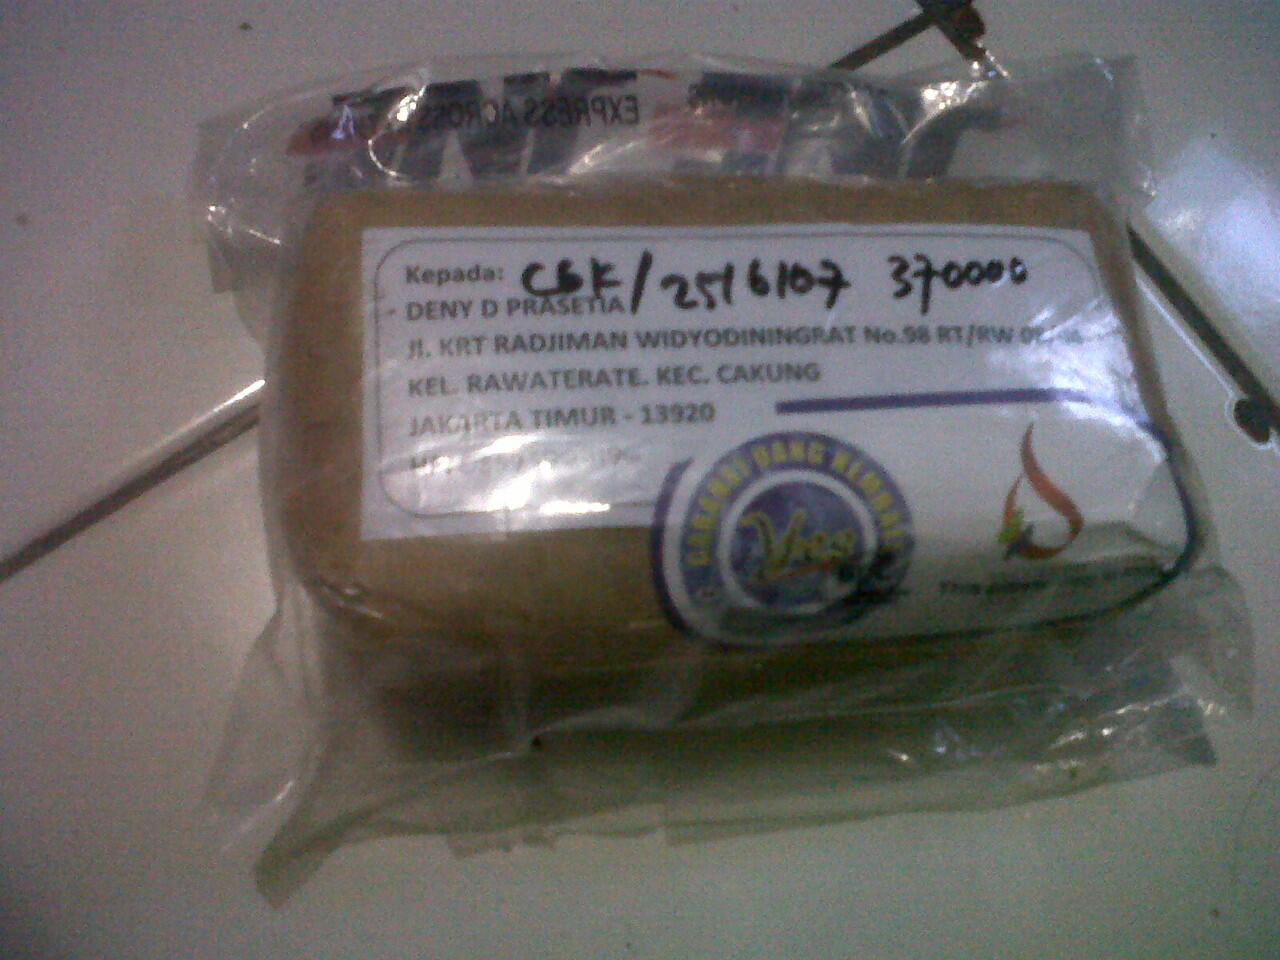 EXPRESS ACROSS
Kepada: CGK/2516107 370000
DENY D PRASETIA
Jl. KRT RADJIMAN WIDYODININGRAT No.98 RT/RW
KEL. RAWATERATE. KEC. CAKUNG
JAKARTA TIMUR - 13920